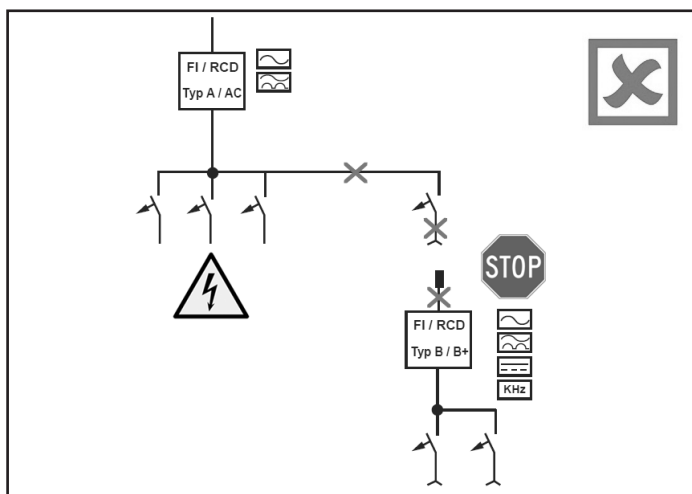 FI / RCD
Typ A / AC
STOP
FI / RCD
Typ B / B+
KHz